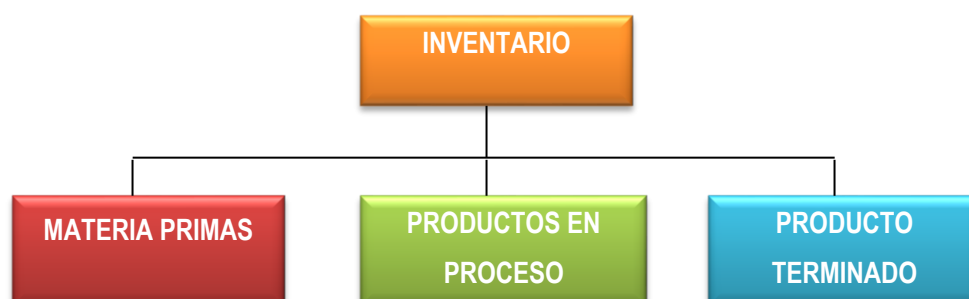 INVENTARIO
MATERIA PRIMAS
PRODUCTOS EN
PROCESO
PRODUCTO
TERMINADO